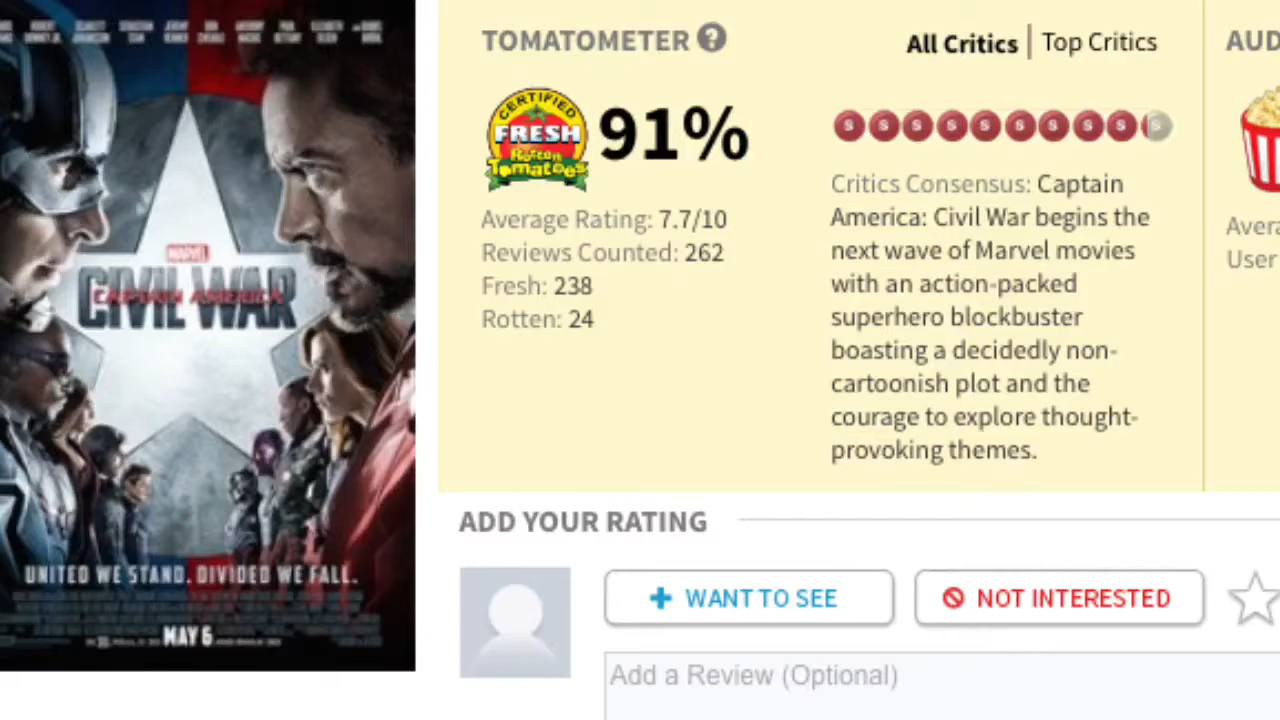 TOMATOMETER ?
All Critics | Top Critics
AUD
CERTIFIED
FRESH
Rotten
Tomatoes
91%
S S S S S S S S S S
Average Rating: 7.7/10
Reviews Counted: 262
Fresh: 238
Rotten: 24
Critics Consensus: Captain
America: Civil War begins the
next wave of Marvel movies
with an action-packed
superhero blockbuster
boasting a decidedly non-
cartoonish plot and the
courage to explore thought-
provoking themes.
Avera
User
MARVEL
CAPTAIN AMERICA
CIVIL WAR
UNITED WE STAND. DIVIDED WE FALL.
MAY 6
ADD YOUR RATING
WANT TO SEE
NOT INTERESTED
Add a Review (Optional)